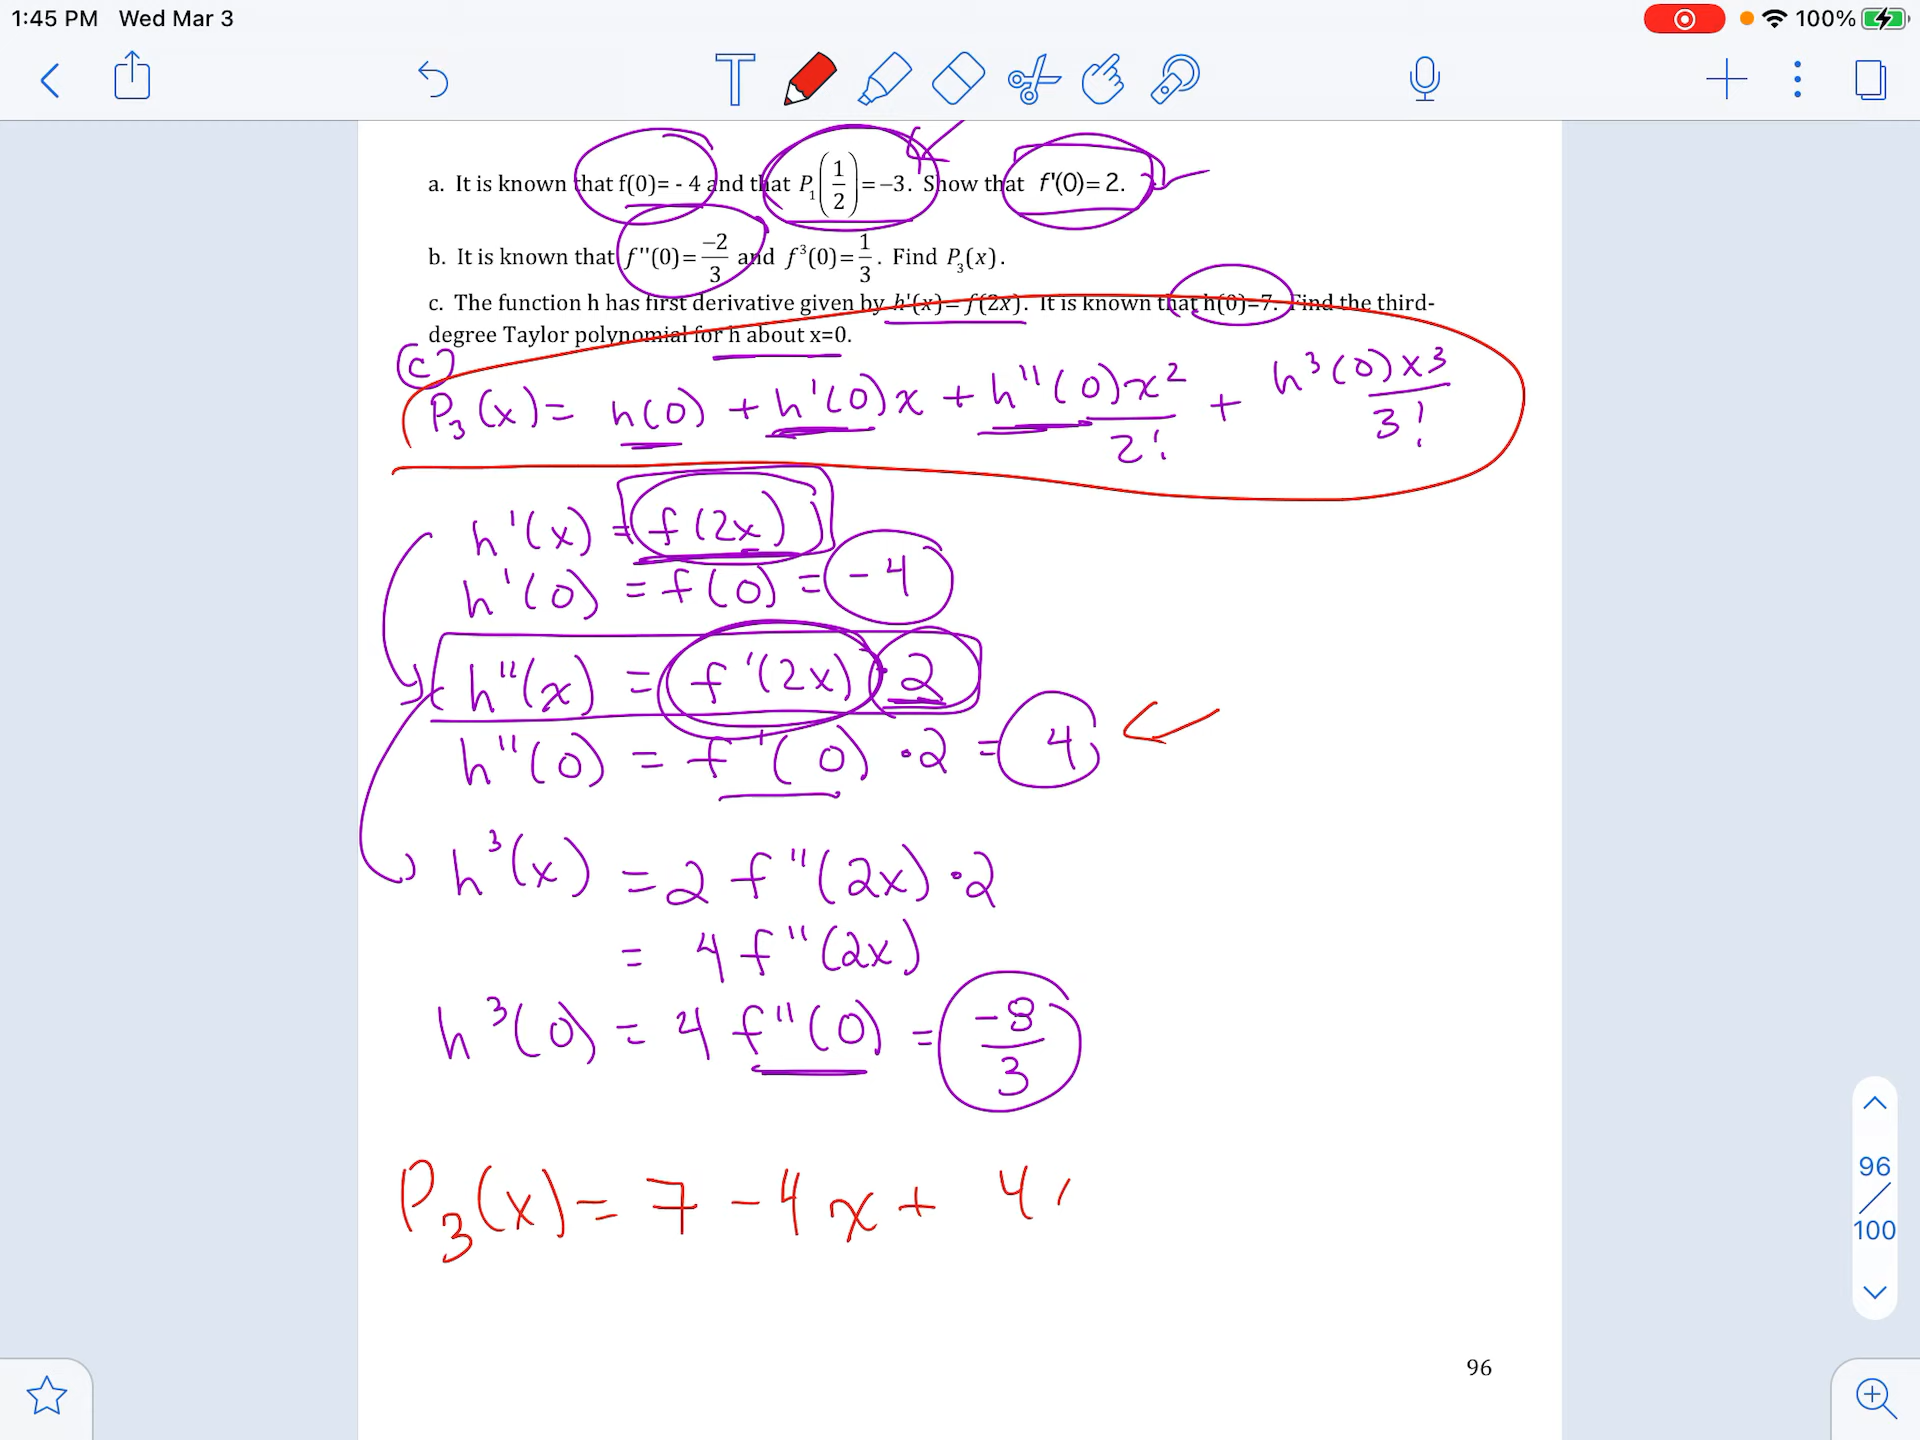 1:45 PM Wed Mar 3
100%
a. It is known that f(0)= - 4 and that P₁(1/2)=−3. Show that f'(0)=2.
b. It is known that f''(0)=−2/3 and f³(0)=1/3. Find P₃(x).
c. The function h has first derivative given by h'(x)=f(2x). It is known that h(0)=7. Find the third-
degree Taylor polynomial for h about x=0.
(c)
P₃(x)= h(0) + h'(0)x + h''(0)x²/2! + h³(0)x³/3!
h'(x) = f(2x)
h'(0) = f(0) = -4
h''(x) = f'(2x)·2
h''(0) = f'(0)·2 = 4
h³(x) = 2f''(2x)·2
= 4f''(2x)
h³(0) = 4f''(0) = -8/3
P₃(x)= 7 - 4x + 4
96
/
100
96